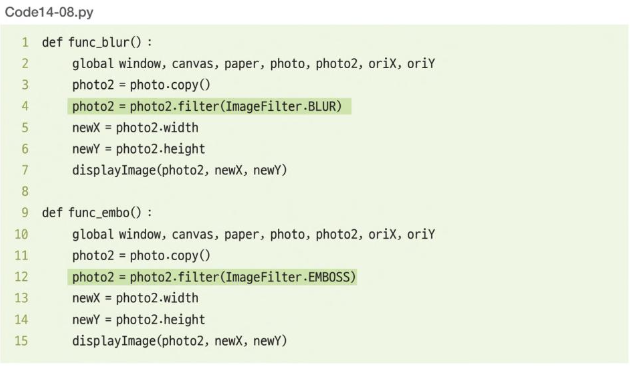 Code14-08.py
1 def func_blur() :
2 global window, canvas, paper, photo, photo2, oriX, oriY
3 photo2 = photo.copy()
4 photo2 = photo2.filter(ImageFilter.BLUR)
5 newX = photo2.width
6 newY = photo2.height
7 displayImage(photo2, newX, newY)
8
9 def func_embo() :
10 global window, canvas, paper, photo, photo2, oriX, oriY
11 photo2 = photo.copy()
12 photo2 = photo2.filter(ImageFilter.EMBOSS)
13 newX = photo2.width
14 newY = photo2.height
15 displayImage(photo2, newX, newY)